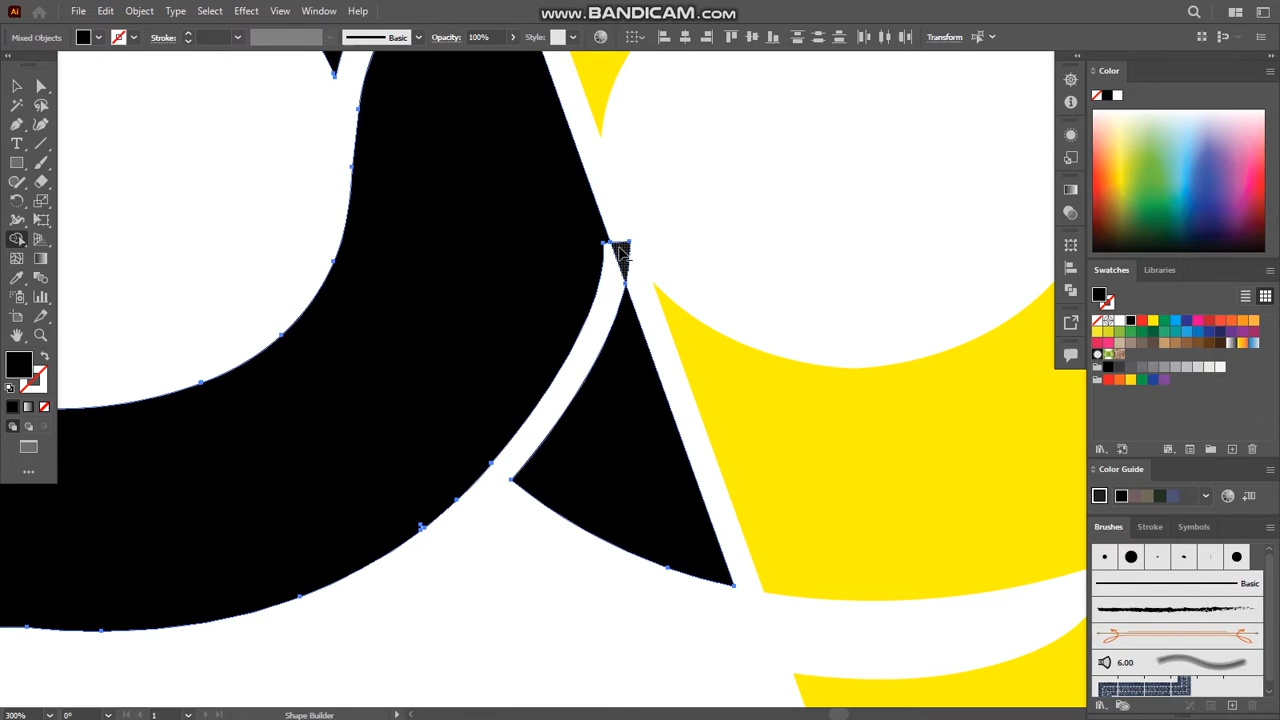 Ai File Edit Object Type Select Effect View Window Help
www.BANDICAM.com
Mixed Objects Stroke: Basic Opacity: 100% Style: Transform
Color
Swatches Libraries
Color Guide
Brushes Stroke Symbols
Basic
6.00
300% 0° 1 Shape Builder